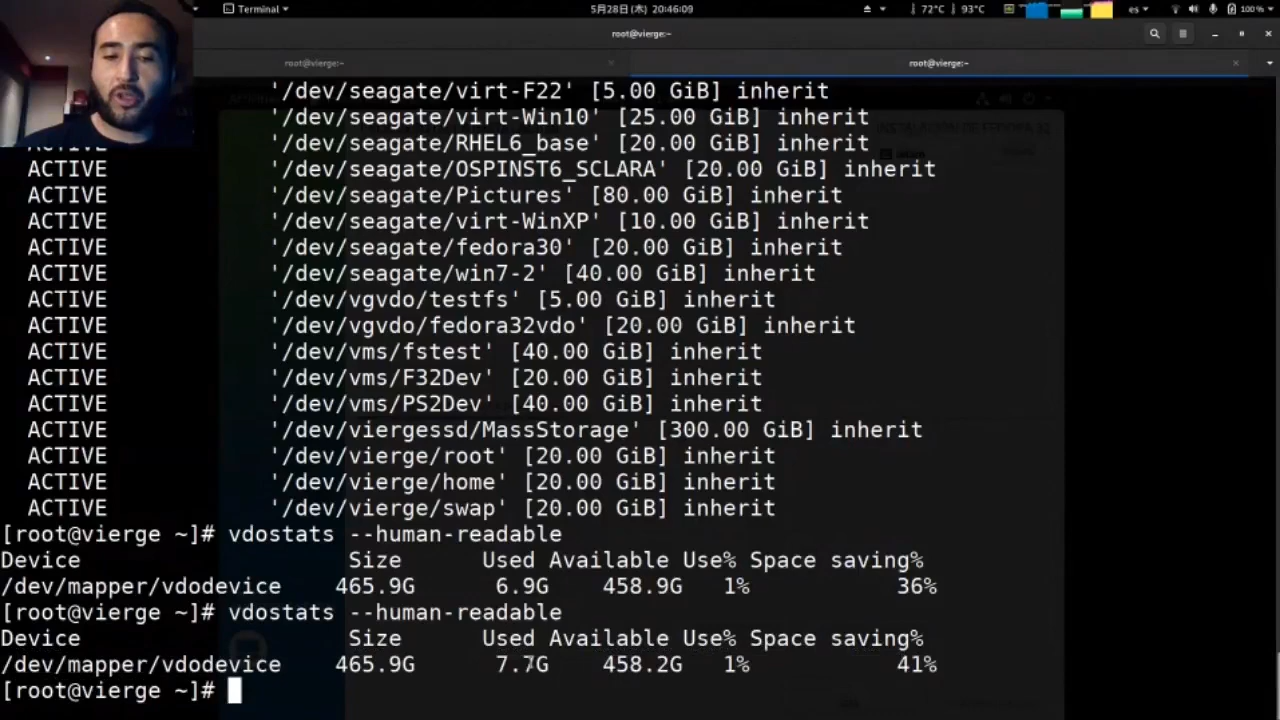 Terminal
5月28日 (木) 20:46:09
72°C
93°C
es
100 %
root@vierge:~
root@vierge:~
root@vierge:~
'/dev/seagate/virt-F22' [5.00 GiB] inherit
'/dev/seagate/virt-Win10' [25.00 GiB] inherit
ACTIVE '/dev/seagate/RHEL6_base' [20.00 GiB] inherit
ACTIVE '/dev/seagate/OSPINST6_SCLARA' [20.00 GiB] inherit
ACTIVE '/dev/seagate/Pictures' [80.00 GiB] inherit
ACTIVE '/dev/seagate/virt-WinXP' [10.00 GiB] inherit
ACTIVE '/dev/seagate/fedora30' [20.00 GiB] inherit
ACTIVE '/dev/seagate/win7-2' [40.00 GiB] inherit
ACTIVE '/dev/vgvdo/testfs' [5.00 GiB] inherit
ACTIVE '/dev/vgvdo/fedora32vdo' [20.00 GiB] inherit
ACTIVE '/dev/vms/fstest' [40.00 GiB] inherit
ACTIVE '/dev/vms/F32Dev' [20.00 GiB] inherit
ACTIVE '/dev/vms/PS2Dev' [40.00 GiB] inherit
ACTIVE '/dev/viergessd/MassStorage' [300.00 GiB] inherit
ACTIVE '/dev/vierge/root' [20.00 GiB] inherit
ACTIVE '/dev/vierge/home' [20.00 GiB] inherit
ACTIVE '/dev/vierge/swap' [20.00 GiB] inherit
[root@vierge ~]# vdostats --human-readable
Device Size Used Available Use% Space saving%
/dev/mapper/vdodevice 465.9G 6.9G 458.9G 1% 36%
[root@vierge ~]# vdostats --human-readable
Device Size Used Available Use% Space saving%
/dev/mapper/vdodevice 465.9G 7.7G 458.2G 1% 41%
[root@vierge ~]#